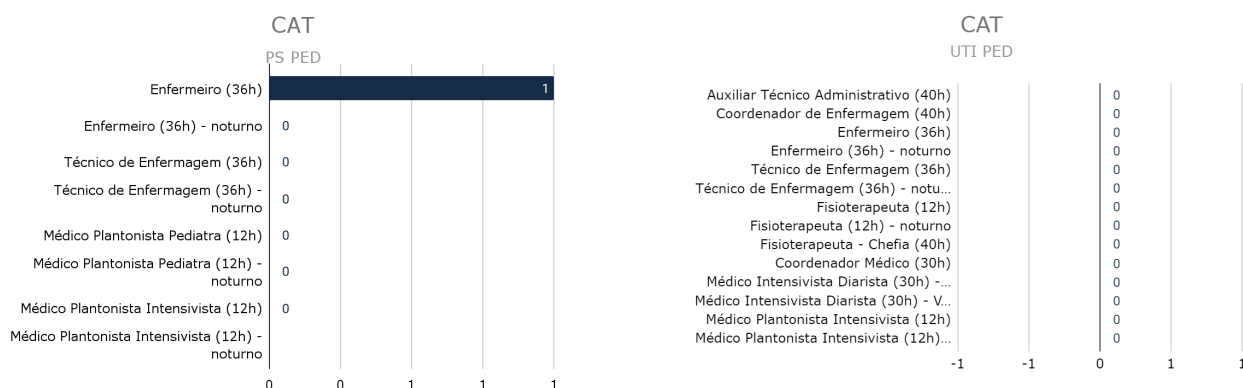 CAT
PS PED
Enfermeiro (36h)
1
Enfermeiro (36h) - noturno
0
Técnico de Enfermagem (36h)
0
Técnico de Enfermagem (36h) -
noturno
0
Médico Plantonista Pediatra (12h)
0
Médico Plantonista Pediatra (12h) -
noturno
0
Médico Plantonista Intensivista (12h)
0
Médico Plantonista Intensivista (12h) -
noturno
0 0 1 1 1
CAT
UTI PED
Auxiliar Técnico Administrativo (40h) 0
Coordenador de Enfermagem (40h) 0
Enfermeiro (36h) 0
Enfermeiro (36h) - noturno 0
Técnico de Enfermagem (36h) 0
Técnico de Enfermagem (36h) - notu... 0
Fisioterapeuta (12h) 0
Fisioterapeuta (12h) - noturno 0
Fisioterapeuta - Chefia (40h) 0
Coordenador Médico (30h) 0
Médico Intensivista Diarista (30h) -... 0
Médico Intensivista Diarista (30h) - V... 0
Médico Plantonista Intensivista (12h) 0
Médico Plantonista Intensivista (12h)... 0
-1 -1 0 1 1